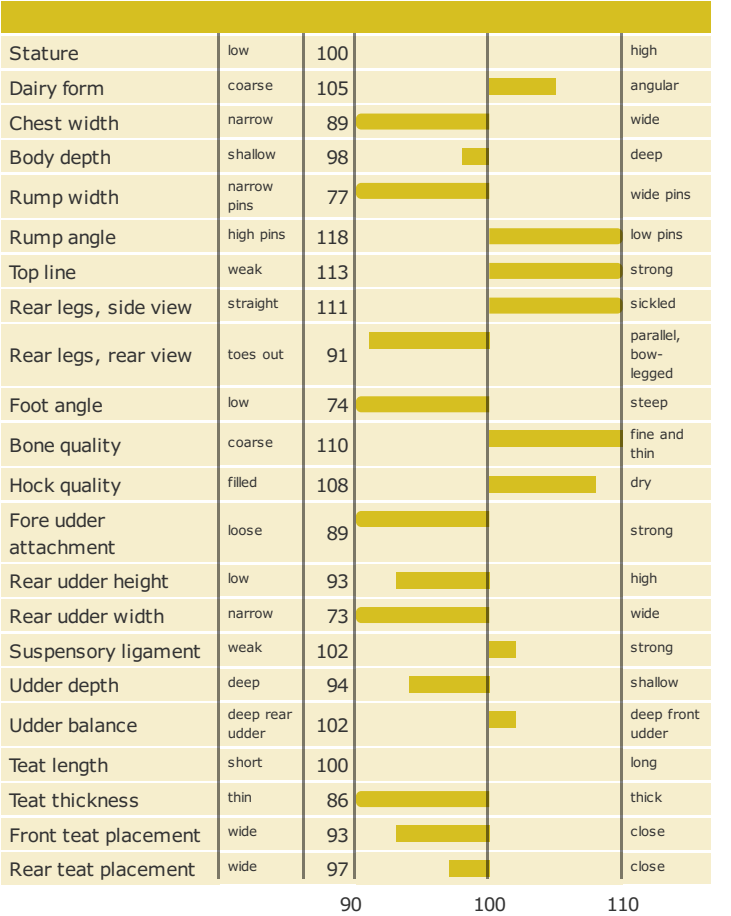 Stature low 100 high
Dairy form coarse 105 angular
Chest width narrow 89 wide
Body depth shallow 98 deep
Rump width narrow pins 77 wide pins
Rump angle high pins 118 low pins
Top line weak 113 strong
Rear legs, side view straight 111 sickled
Rear legs, rear view toes out 91 parallel, bow-legged
Foot angle low 74 steep
Bone quality coarse 110 fine and thin
Hock quality filled 108 dry
Fore udder attachment loose 89 strong
Rear udder height low 93 high
Rear udder width narrow 73 wide
Suspensory ligament weak 102 strong
Udder depth deep 94 shallow
Udder balance deep rear udder 102 deep front udder
Teat length short 100 long
Teat thickness thin 86 thick
Front teat placement wide 93 close
Rear teat placement wide 97 close
90 100 110